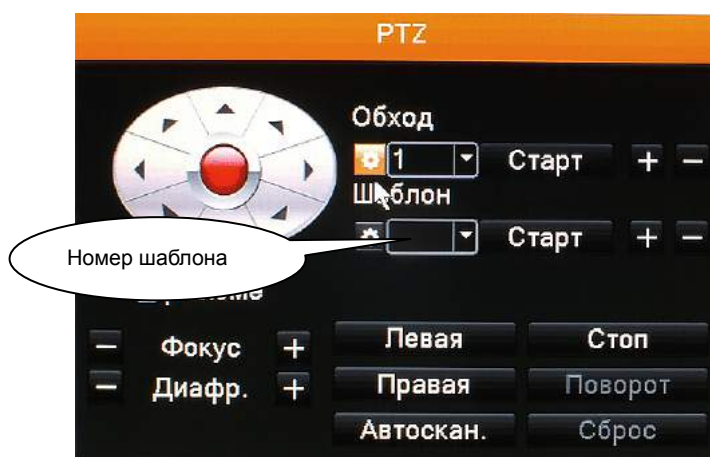 PTZ
Обход
1 Старт + −
Шаблон
Старт + −
Номер шаблона
− Фокус +
− Диафр. +
Левая Стоп
Правая Поворот
Автоскан. Сброс